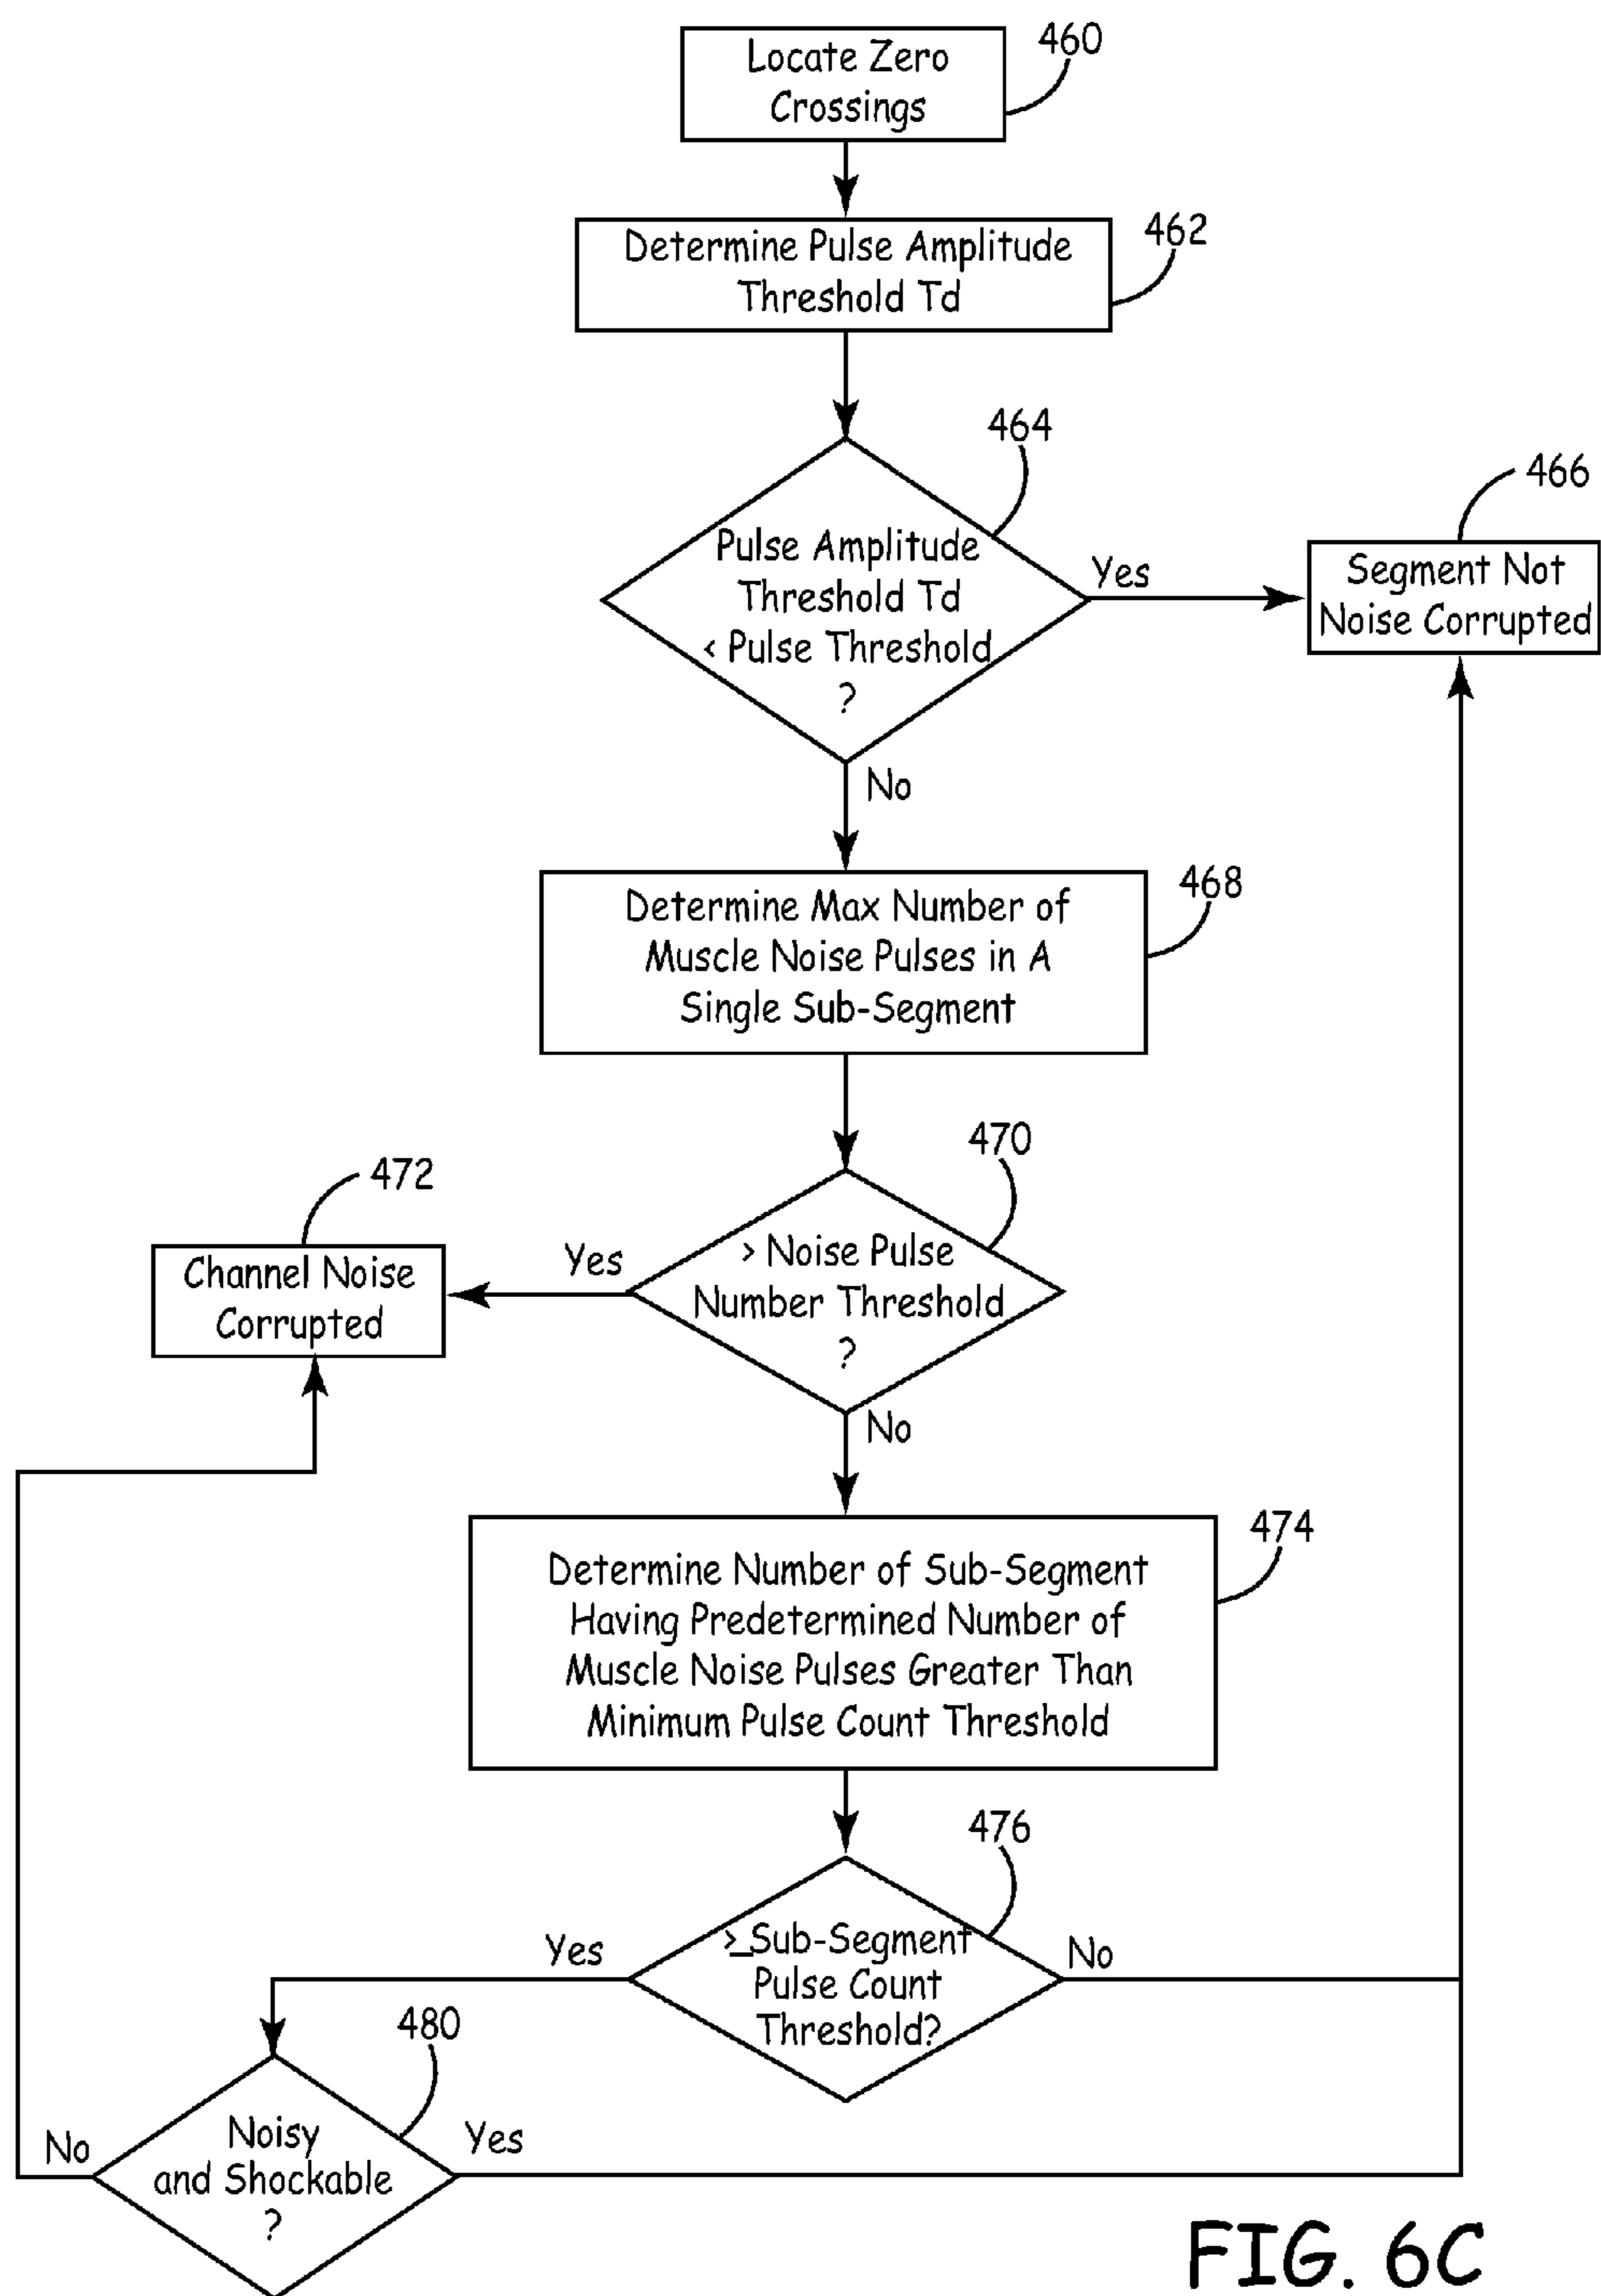 460
Locate Zero
Crossings
462
Determine Pulse Amplitude
Threshold Td
464
Pulse Amplitude
Threshold Td
< Pulse Threshold
?
Yes
466
Segment Not
Noise Corrupted
No
468
Determine Max Number of
Muscle Noise Pulses in A
Single Sub-Segment
470
> Noise Pulse
Number Threshold
?
Yes
472
Channel Noise
Corrupted
No
474
Determine Number of Sub-Segment
Having Predetermined Number of
Muscle Noise Pulses Greater Than
Minimum Pulse Count Threshold
476
≥ Sub-Segment
Pulse Count
Threshold?
Yes
No
480
Noisy
and Shockable
?
No
Yes
FIG. 6C